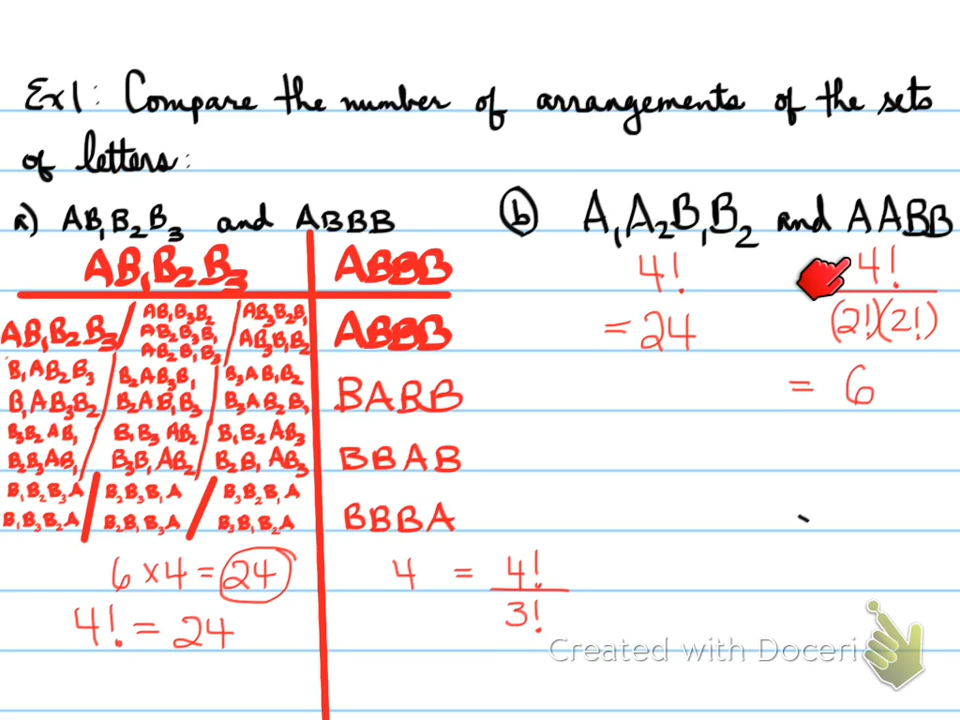 Ex1: Compare the number of arrangements of the sets
of letters:
a) AB₁B₂B₃ and ABBB
AB₁B₂B₃ ABBB
AB₁B₂B₃ / AB₁B₃B₂ / AB₃B₂B₁ ABBB
AB₂B₃B₁ AB₃B₁B₂
AB₂B₁B₃
B₁AB₂B₃ / B₂AB₃B₁ / B₃AB₁B₂ BABB
B₁AB₃B₂ B₂AB₁B₃ B₃AB₂B₁
B₃B₂AB₁ / B₁B₃AB₂ / B₁B₂AB₃ BBAB
B₂B₃AB₁ B₃B₁AB₂ B₂B₁AB₃
B₁B₂B₃A / B₂B₃B₁A / B₃B₂B₁A BBBA
B₁B₃B₂A B₂B₁B₃A B₃B₁B₂A
6 × 4 = 24 4 = 4!
3!
4! = 24
b) A₁A₂B₁B₂ and AABB
4! 4!
(2!)(2!)
= 24
= 6
Created with Doceri